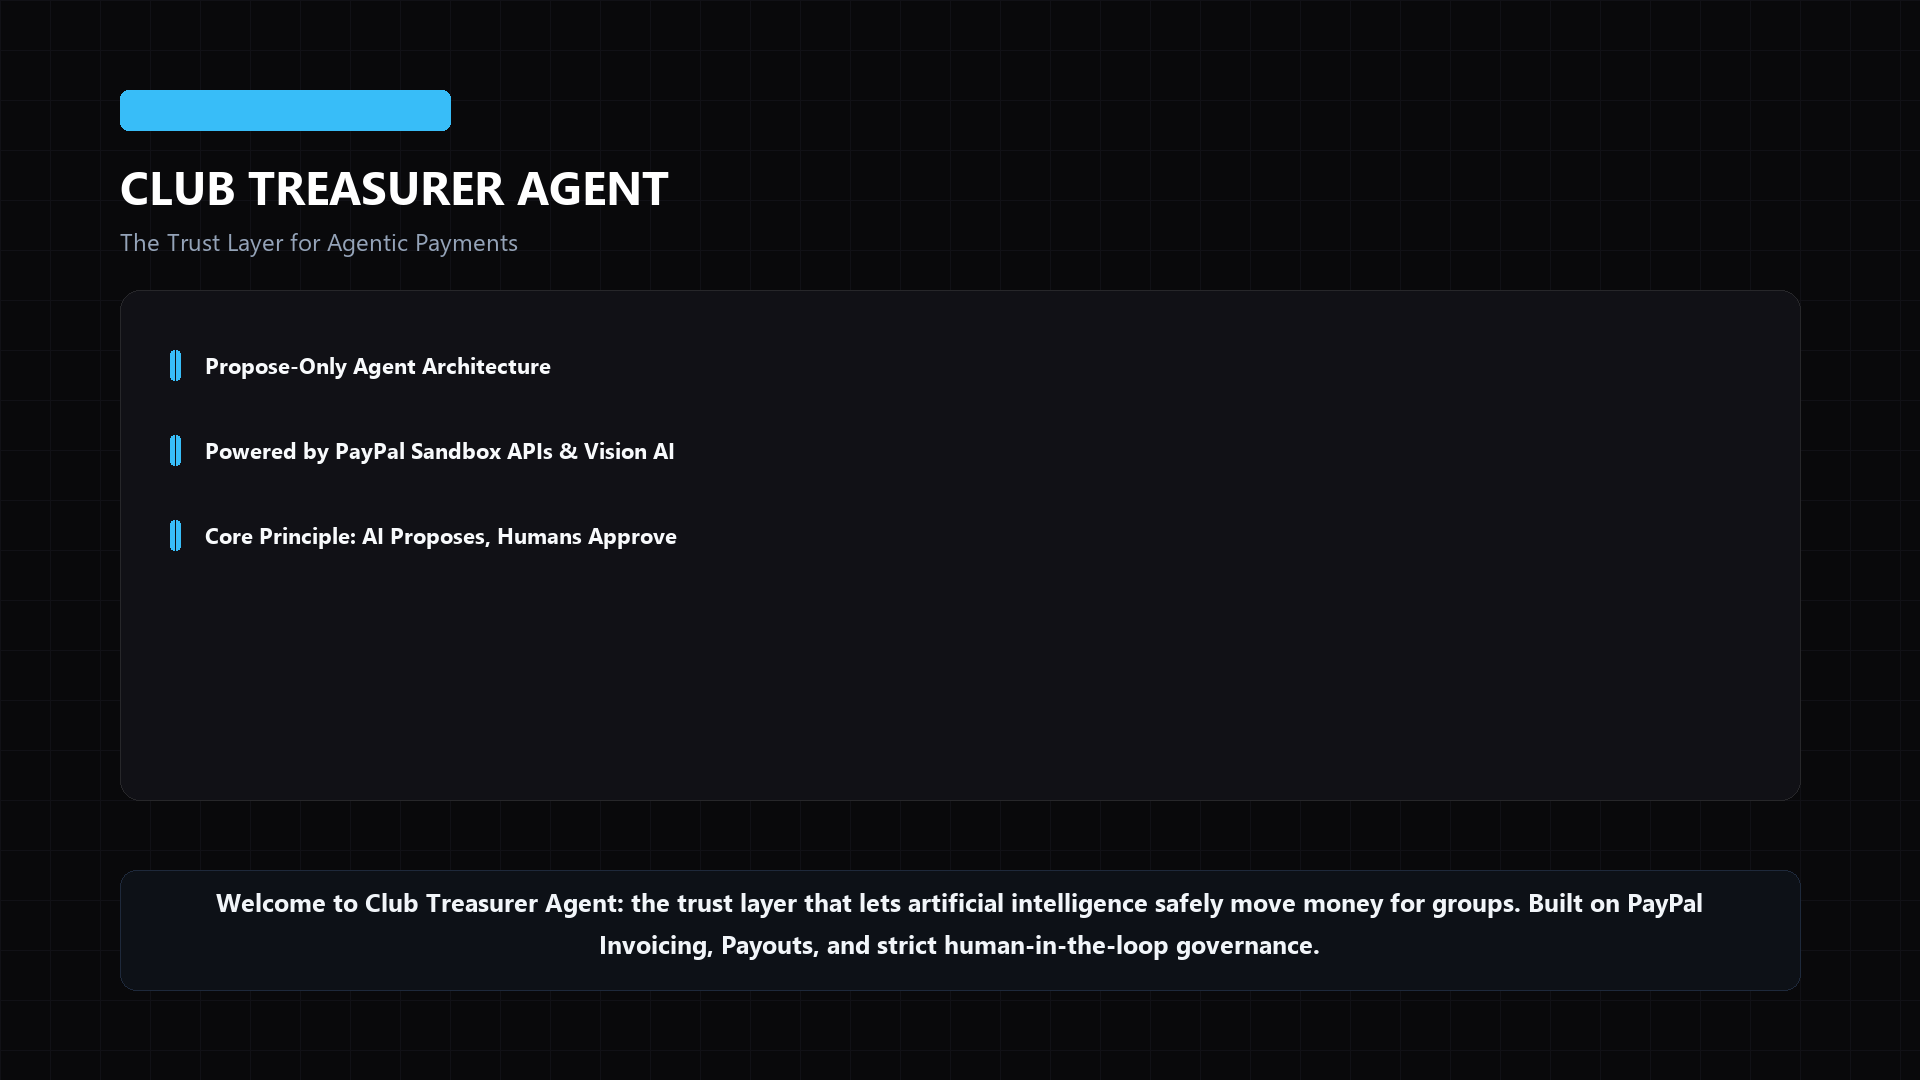 CLUB TREASURER AGENT
The Trust Layer for Agentic Payments
Propose-Only Agent Architecture
Powered by PayPal Sandbox APIs & Vision AI
Core Principle: AI Proposes, Humans Approve
Welcome to Club Treasurer Agent: the trust layer that lets artificial intelligence safely move money for groups. Built on PayPal
Invoicing, Payouts, and strict human-in-the-loop governance.